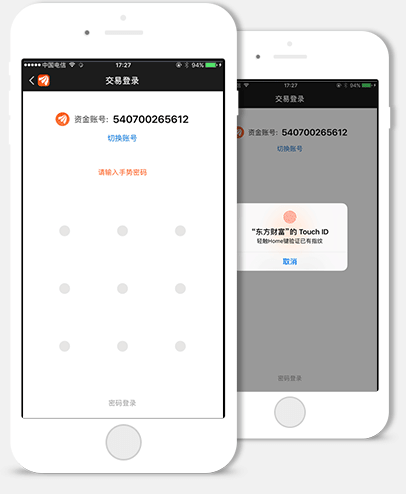 中国电信 17:27 94%
交易登录
资金账号: 540700265612
切换账号
请输入手势密码
密码登录
17:27 94%
交易登录
资金账号: 540700265612
切换账号
“东方财富”的 Touch ID
轻触Home键验证已有指纹
取消
密码登录